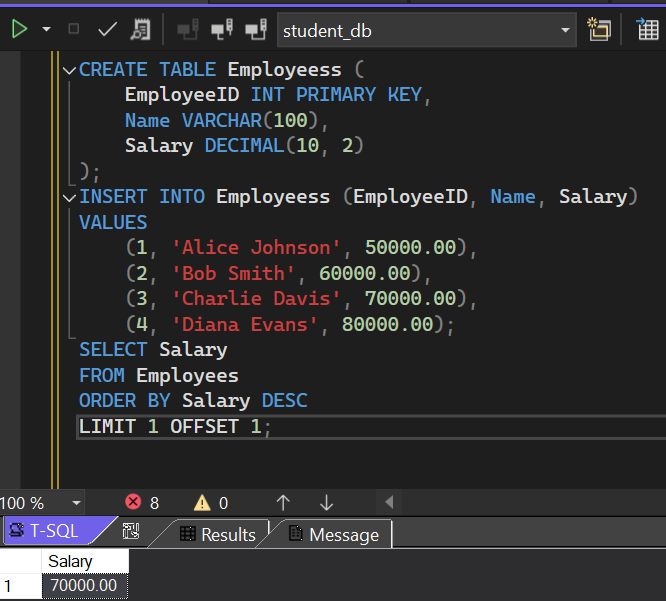 student_db
CREATE TABLE Employeess (
EmployeeID INT PRIMARY KEY,
Name VARCHAR(100),
Salary DECIMAL(10, 2)
);
INSERT INTO Employeess (EmployeeID, Name, Salary)
VALUES
(1, 'Alice Johnson', 50000.00),
(2, 'Bob Smith', 60000.00),
(3, 'Charlie Davis', 70000.00),
(4, 'Diana Evans', 80000.00);
SELECT Salary
FROM Employees
ORDER BY Salary DESC
LIMIT 1 OFFSET 1;
100 % 8 0
T-SQL Results Message
Salary
1 70000.00